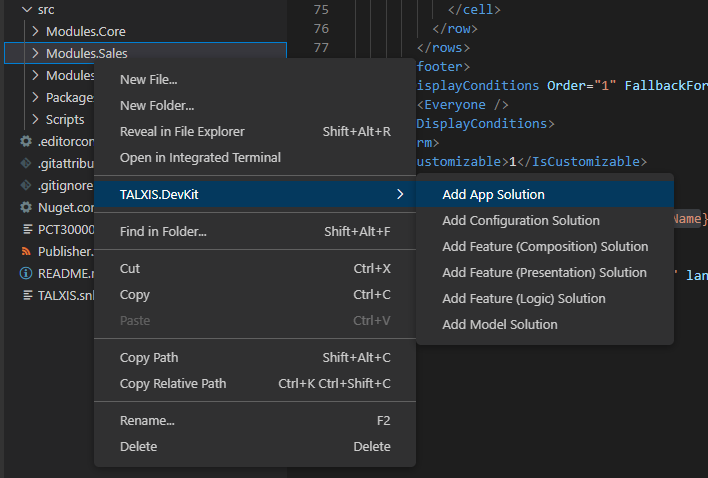 src
Modules.Core
Modules.Sales
Modules
Package
Scripts
.editorcon
.gitattribu
.gitignore
Nuget.con
PCT30000
Publisher.
README.m
TALXIS.snl
New File...
New Folder...
Reveal in File Explorer Shift+Alt+R
Open in Integrated Terminal
TALXIS.DevKit
Find in Folder... Shift+Alt+F
Cut Ctrl+X
Copy Ctrl+C
Paste Ctrl+V
Copy Path Shift+Alt+C
Copy Relative Path Ctrl+K Ctrl+Shift+C
Rename... F2
Delete Delete
Add App Solution
Add Configuration Solution
Add Feature (Composition) Solution
Add Feature (Presentation) Solution
Add Feature (Logic) Solution
Add Model Solution
75 </cell>
76 </row>
77 </rows>
footer>
isplayConditions Order="1" FallbackFor
<Everyone />
DisplayConditions>
rm>
ustomizable>1</IsCustomizable>
Name}
" lan